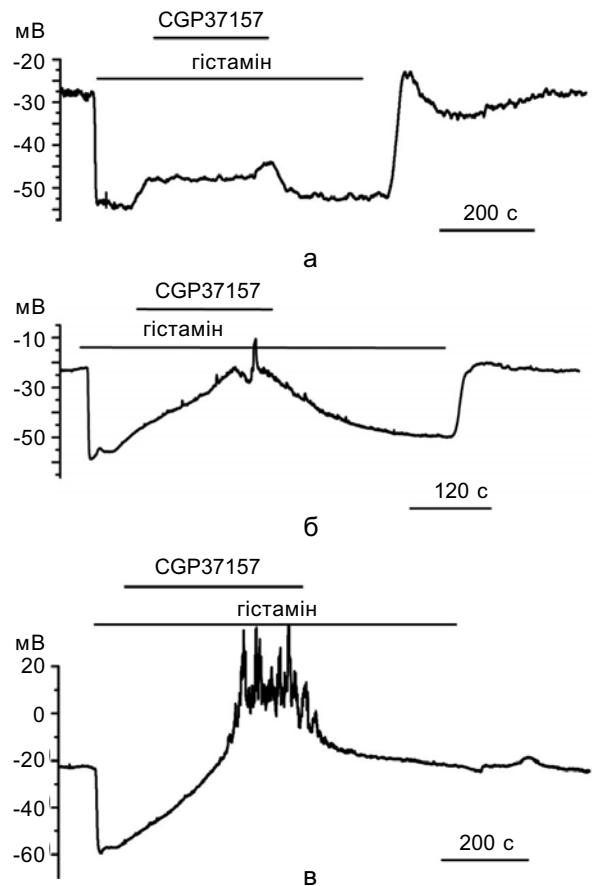 CGP37157
мВ
гістамін
-20
-30
-40
-50
200 с
а
CGP37157
мВ
гістамін
-10
-30
-50
120 с
б
CGP37157
гістамін
мВ
20
0
-20
-40
-60
200 с
в